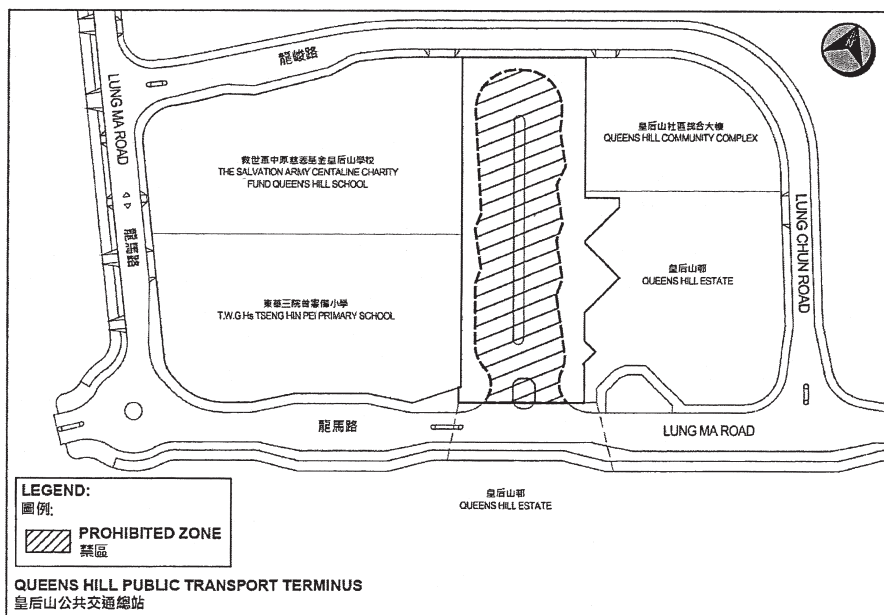 龍峻路
LUNG MA ROAD
龍馬路
救世軍中原慈善基金皇后山學校
THE SALVATION ARMY CENTALINE CHARITY
FUND QUEENS HILL SCHOOL
皇后山社區綜合大樓
QUEENS HILL COMMUNITY COMPLEX
東華三院曾憲備小學
T.W.G.Hs TSENG HIN PEI PRIMARY SCHOOL
皇后山邨
QUEENS HILL ESTATE
LUNG CHUN ROAD
龍馬路
LUNG MA ROAD
皇后山邨
QUEENS HILL ESTATE
LEGEND:
圖例:
PROHIBITED ZONE
禁區
QUEENS HILL PUBLIC TRANSPORT TERMINUS
皇后山公共交通總站